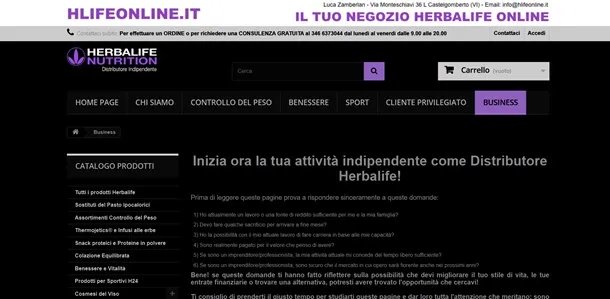 HLIFEONLINE.IT
Luca Zamberlan - Via Monteschiavi 36 L Castelgomberto (VI) - Email: info@hlifeonline.it
IL TUO NEGOZIO HERBALIFE ONLINE
Contattaci subito: Per effettuare un ORDINE o per richiedere una CONSULENZA GRATUITA al 346 6373044 dal lunedì al venerdì dalle 9.00 alle 20.00
Contattaci
Accedi
HERBALIFE
NUTRITION
Distributore Indipendente
Cerca
Carrello (vuoto)
HOME PAGE
CHI SIAMO
CONTROLLO DEL PESO
BENESSERE
SPORT
CLIENTE PRIVILEGIATO
BUSINESS
Business
CATALOGO PRODOTTI
Tutti i prodotti Herbalife
Sostituti del Pasto ipocalorici
Assortimenti Controllo del Peso
Thermojetics® e Infusi alle erbe
Snack proteici e Proteine in polvere
Colazione Equilibrata
Benessere e Vitalità
Prodotti per Sportivi H24
Cosmesi del Viso
Inizia ora la tua attività indipendente come Distributore
Herbalife!
Prima di leggere queste pagine prova a rispondere sinceramente a queste domande:
1) Ho attualmente un lavoro o una fonte di reddito sufficiente per me e la mia famiglia?
2) Devo fare qualche sacrificio per arrivare a fine mese?
3) Ho la possibilità con il mio attuale lavoro di fare carriera in base alle mie capacità?
4) Sono realmente pagato per il valore che penso di avere?
5) Se sono un imprenditore/professionista, la mia attività attuale mi concede del tempo libero sufficiente?
6) Se sono un imprenditore/professionista, sono sicuro che il mercato in cui opero sarà fiorente anche nei prossimi anni?
Bene! se queste domande ti hanno fatto riflettere sulla possibilità che devi migliorare il tuo stile di vita, le tue
entrate finanziarie o trovare una alternativa, potresti avere trovato l'opportunità che cercavi!
Ti consiglio di prenderti il giusto tempo per studiarti queste pagine e dar loro tutta l'attenzione che meritano; sono